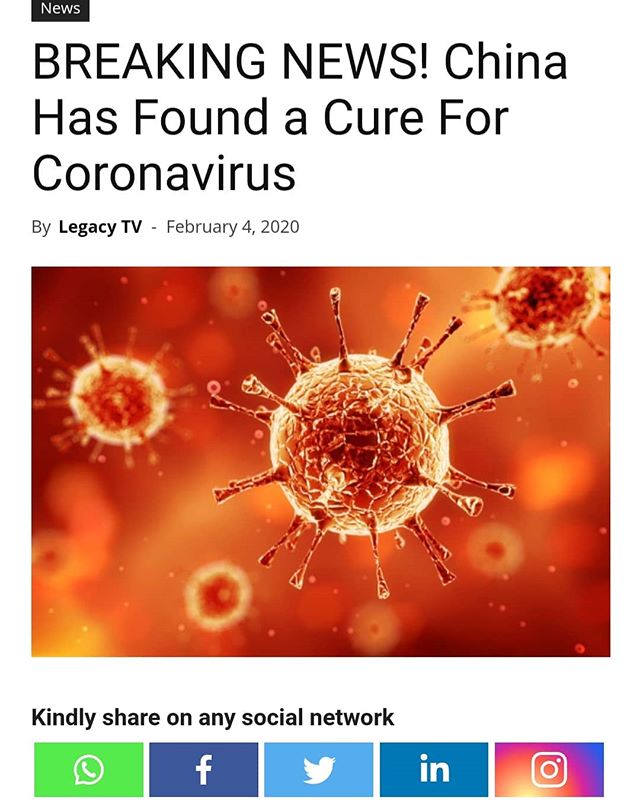 News
BREAKING NEWS! China
Has Found a Cure For
Coronavirus
By Legacy TV - February 4, 2020
Kindly share on any social network